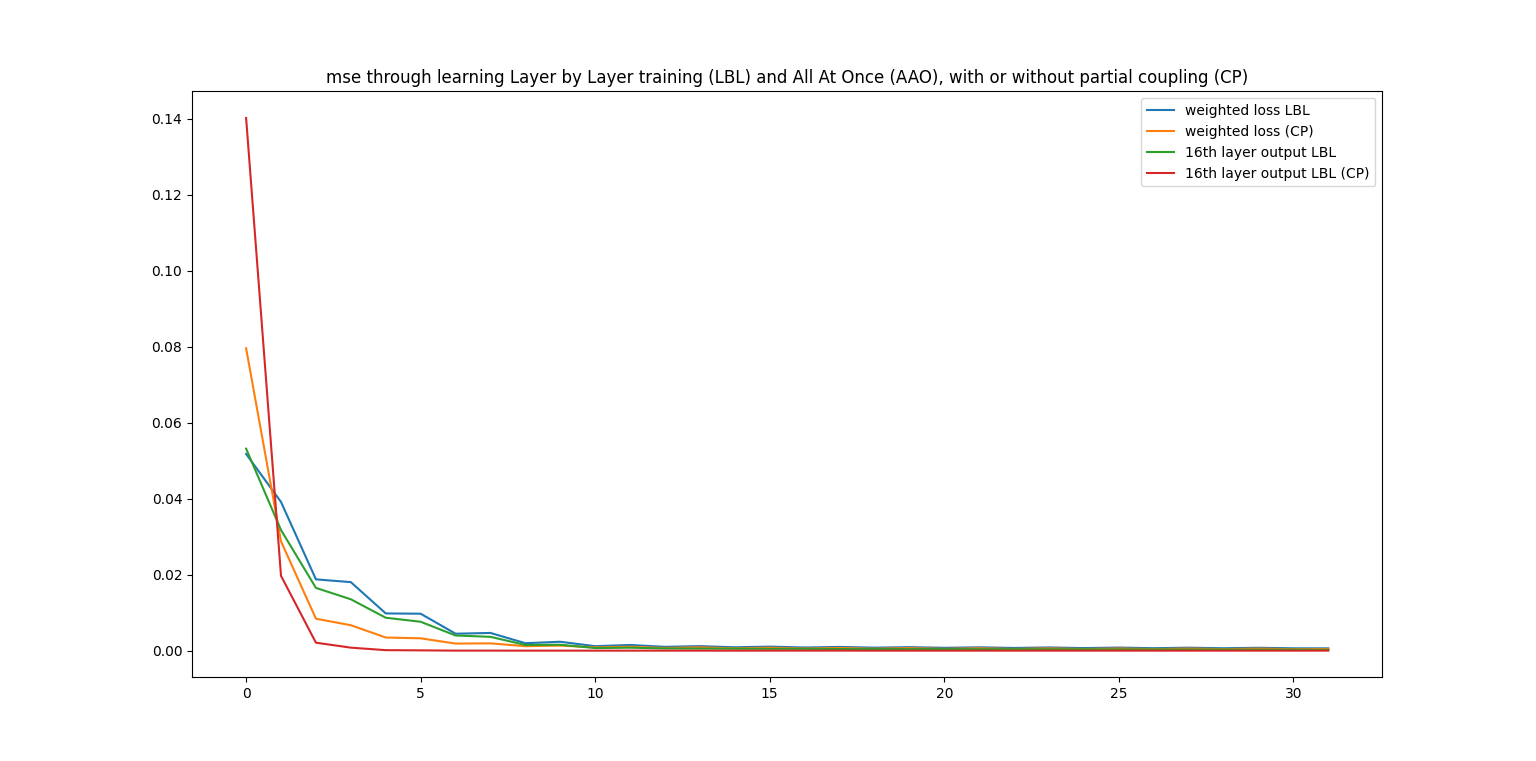 mse through learning Layer by Layer training (LBL) and All At Once (AAO), with or without partial coupling (CP)
weighted loss LBL
weighted loss (CP)
16th layer output LBL
16th layer output LBL (CP)
0.14
0.12
0.10
0.08
0.06
0.04
0.02
0.00
0 5 10 15 20 25 30